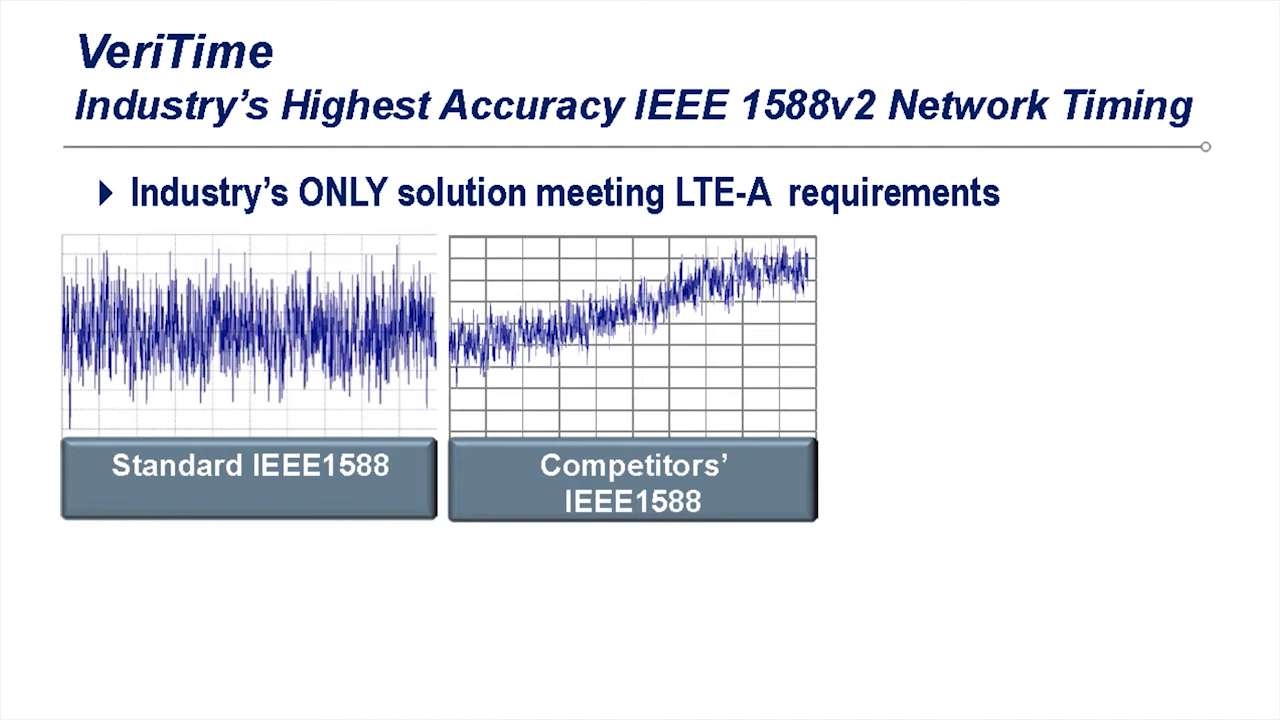 VeriTime
Industry’s Highest Accuracy IEEE 1588v2 Network Timing
Industry’s ONLY solution meeting LTE-A requirements
Standard IEEE1588
Competitors’
IEEE1588